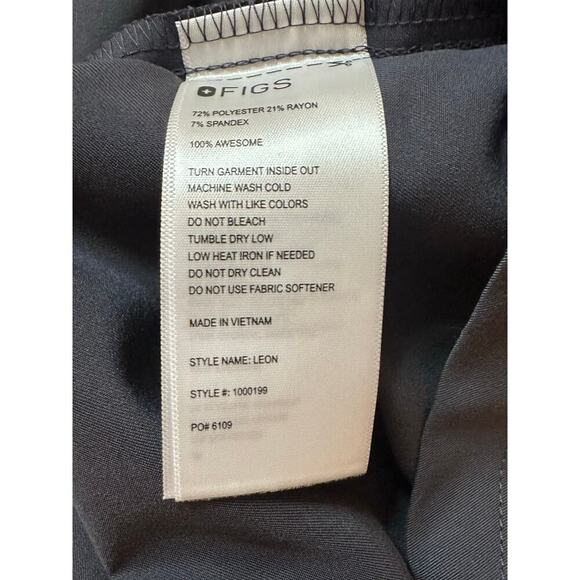 FIGS
72% POLYESTER 21% RAYON
7% SPANDEX
100% AWESOME
TURN GARMENT INSIDE OUT
MACHINE WASH COLD
WASH WITH LIKE COLORS
DO NOT BLEACH
TUMBLE DRY LOW
LOW HEAT IRON IF NEEDED
DO NOT DRY CLEAN
DO NOT USE FABRIC SOFTENER
MADE IN VIETNAM
STYLE NAME: LEON
STYLE #: 1000199
PO# 6109